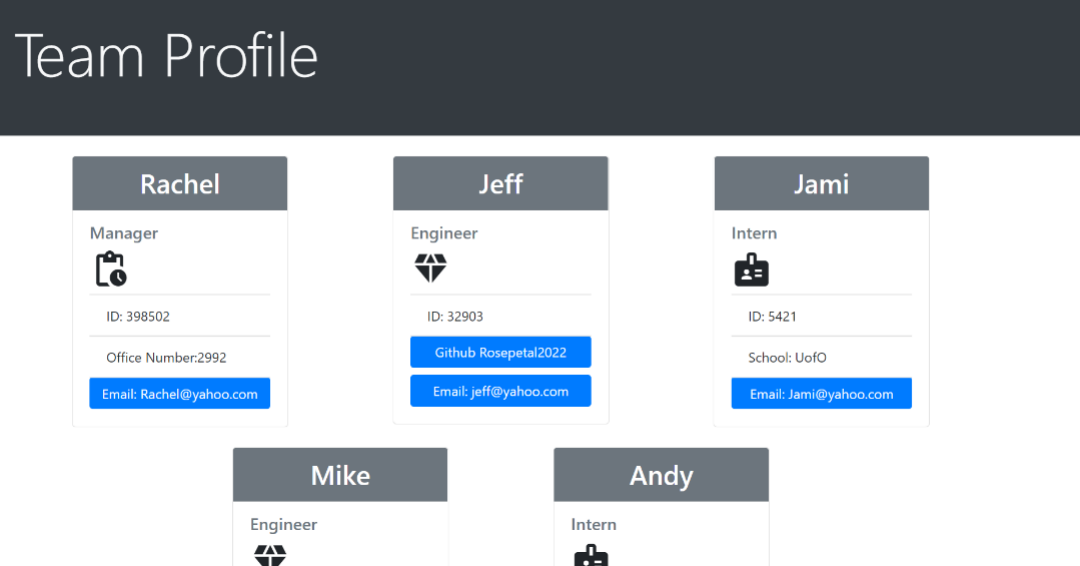 Team Profile
Rachel
Manager
ID: 398502
Office Number:2992
Email: Rachel@yahoo.com
Jeff
Engineer
ID: 32903
Github Rosepetal2022
Email: jeff@yahoo.com
Jami
Intern
ID: 5421
School: UofO
Email: Jami@yahoo.com
Mike
Engineer
Andy
Intern